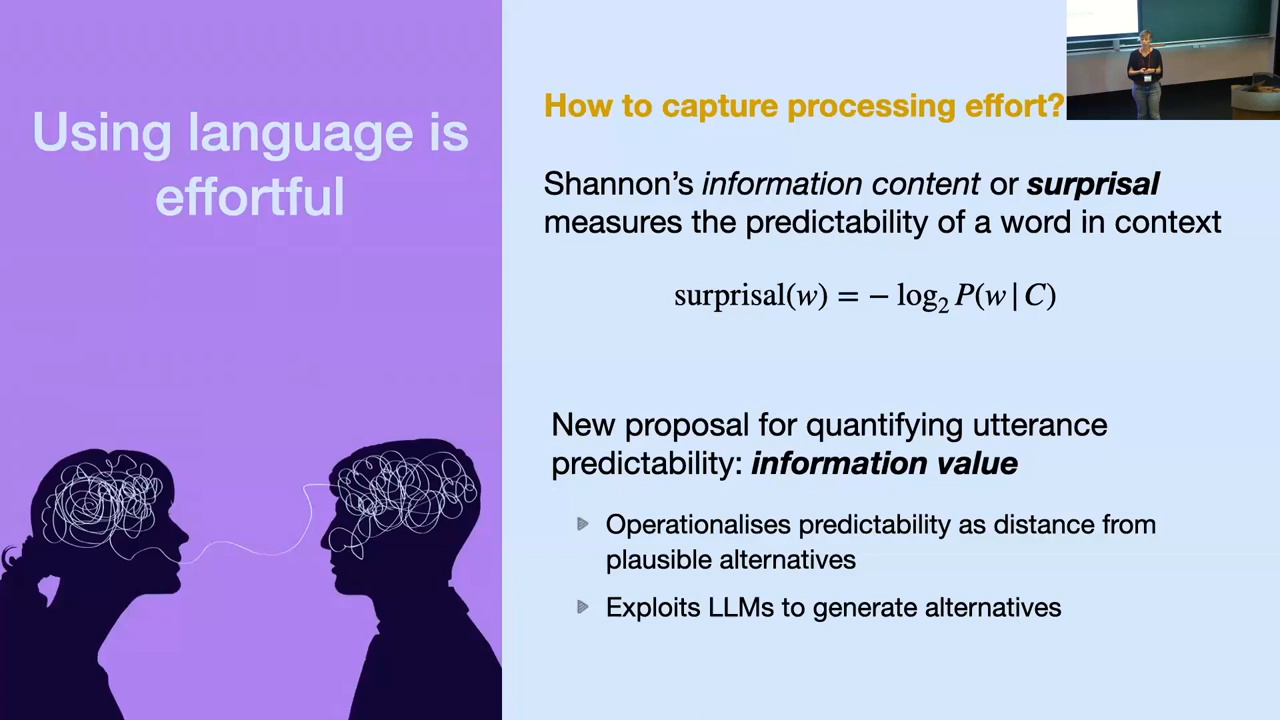 Using language is
effortful
How to capture processing effort?
Shannon's information content or surprisal
measures the predictability of a word in context
surprisal(w) = − log₂ P(w | C)
New proposal for quantifying utterance
predictability: information value
Operationalises predictability as distance from
plausible alternatives
Exploits LLMs to generate alternatives